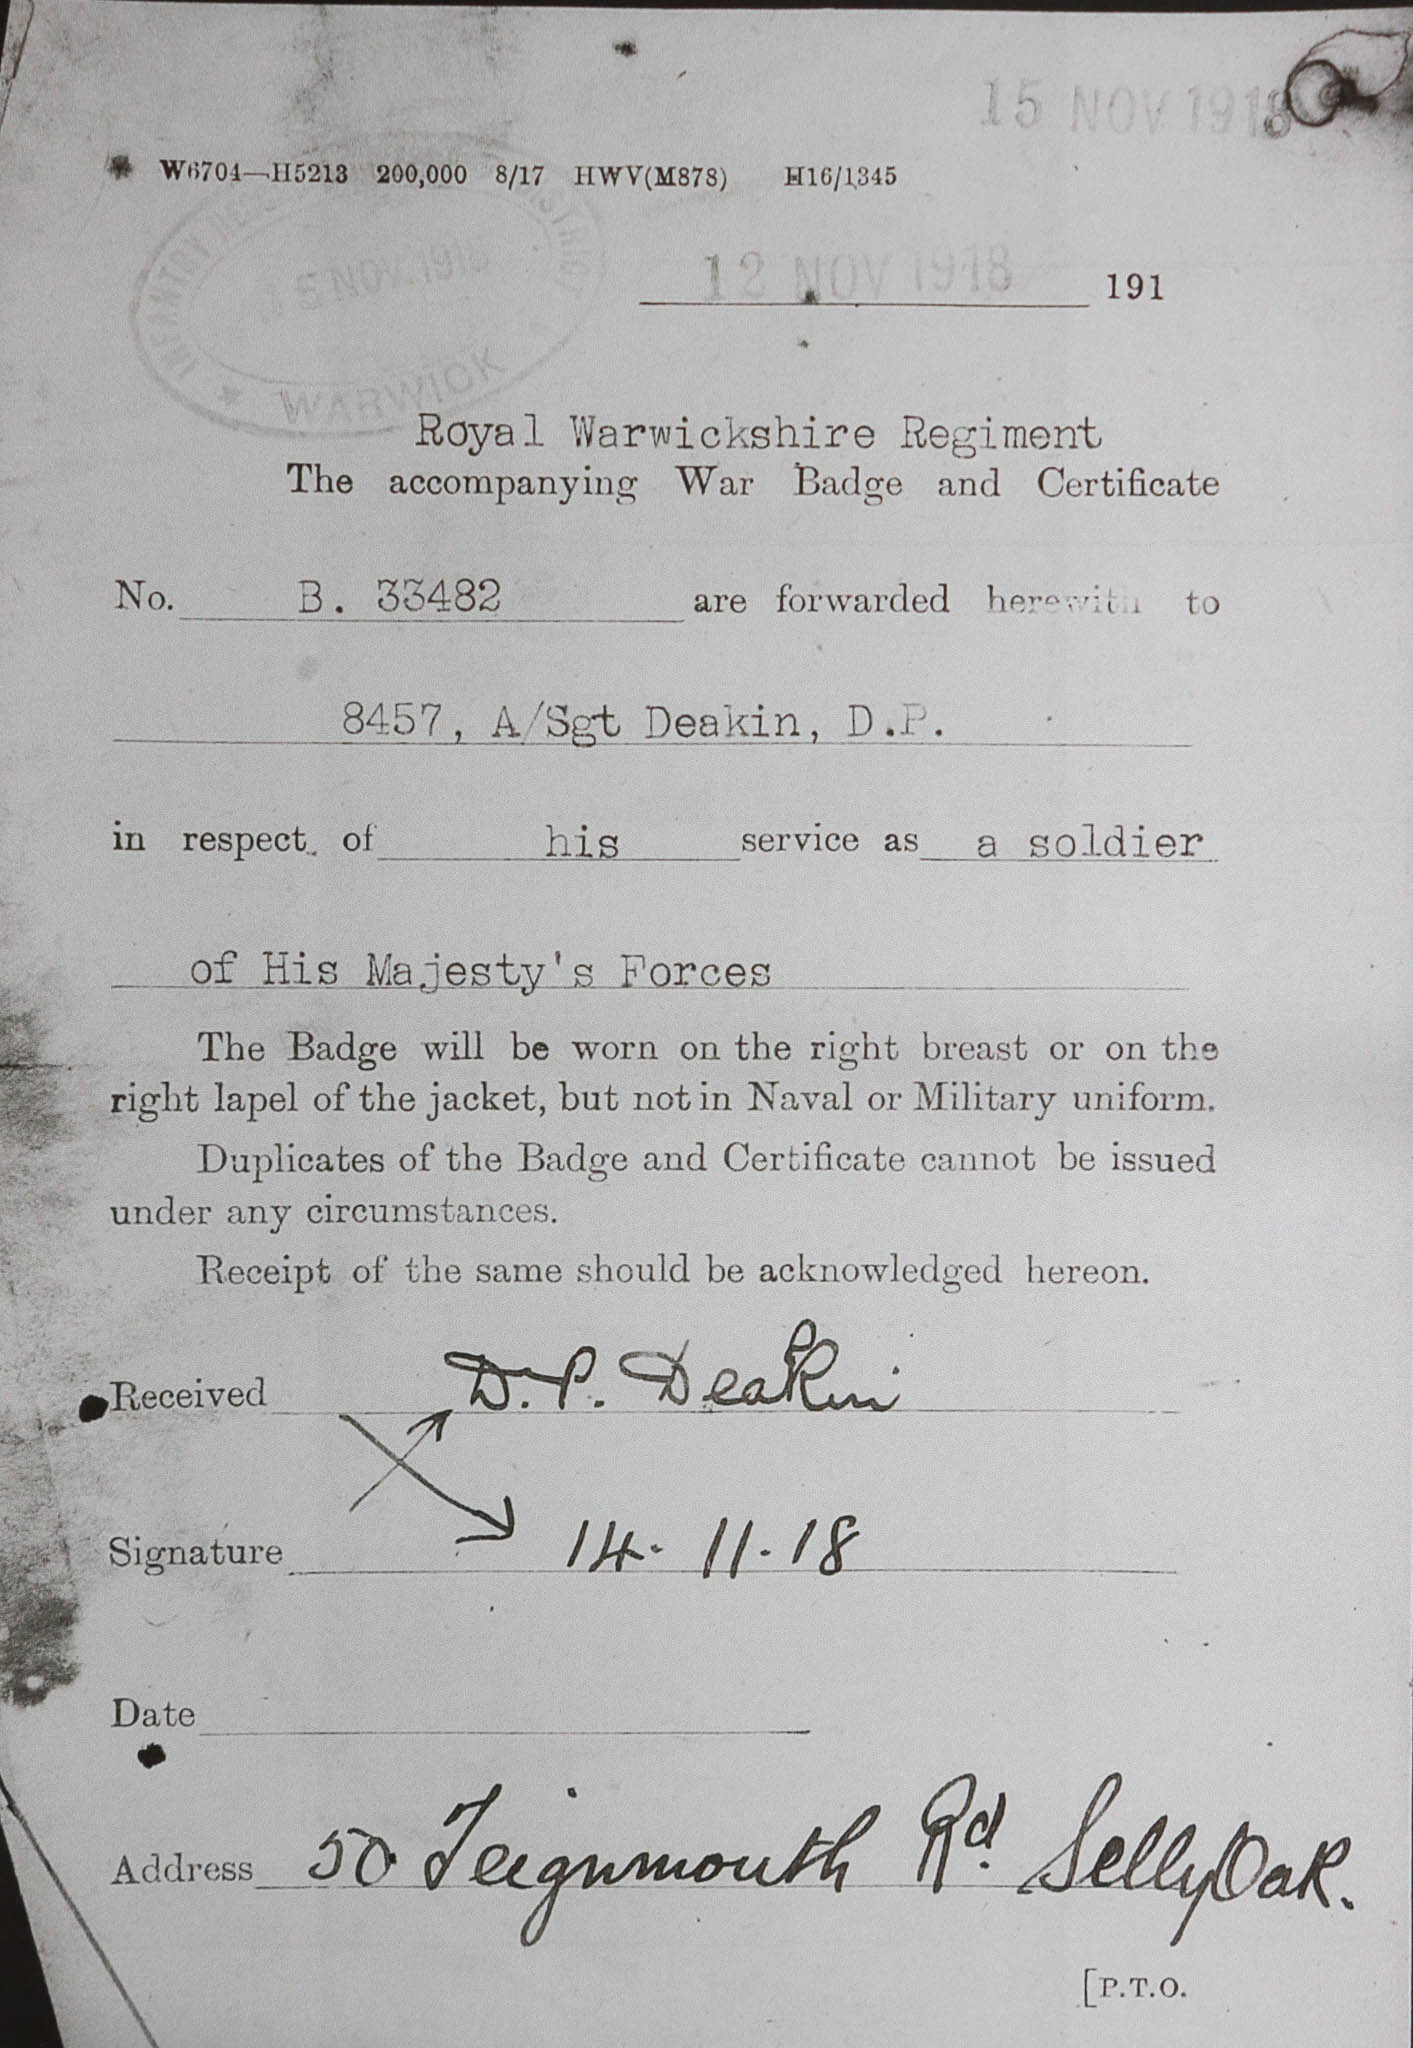 15 NOV 1918
W6704—H5213 200,000 8/17 HWV(M878) H16/1345
INFANTRY
5 NOV. 1918
WARWICK
12 NOV 1918 191
Royal Warwickshire Regiment
The accompanying War Badge and Certificate
No. B. 33482 are forwarded herewith to
8457, A/Sgt Deakin, D.P.
in respect of his service as a soldier
of His Majesty's Forces
The Badge will be worn on the right breast or on the
right lapel of the jacket, but not in Naval or Military uniform.
Duplicates of the Badge and Certificate cannot be issued
under any circumstances.
Receipt of the same should be acknowledged hereon.
Received D.P. Deakin
Signature 14.11.18
Date
Address 50 Teignmouth Rd. Selly Oak.
[P.T.O.